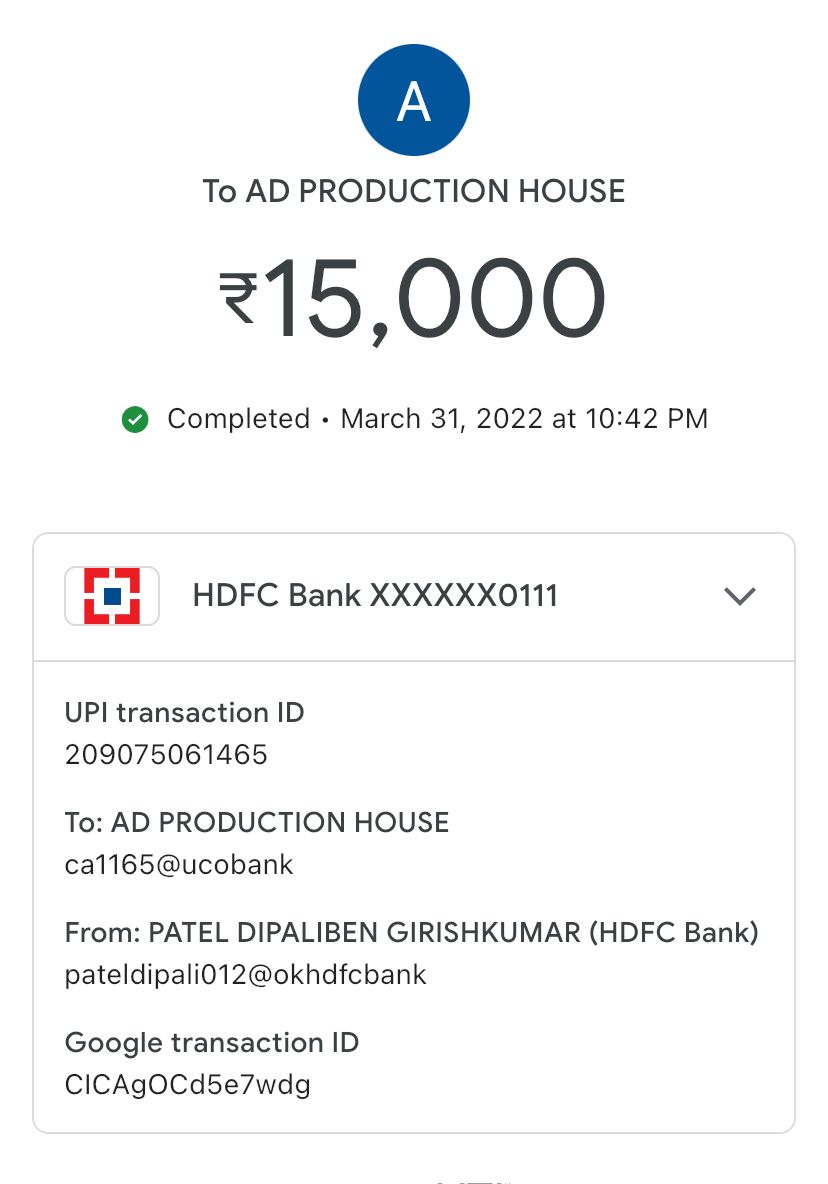 A
To AD PRODUCTION HOUSE
₹15,000
Completed • March 31, 2022 at 10:42 PM
HDFC Bank XXXXXX0111
UPI transaction ID
209075061465
To: AD PRODUCTION HOUSE
ca1165@ucobank
From: PATEL DIPALIBEN GIRISHKUMAR (HDFC Bank)
pateldipali012@okhdfcbank
Google transaction ID
CICAgOCd5e7wdg